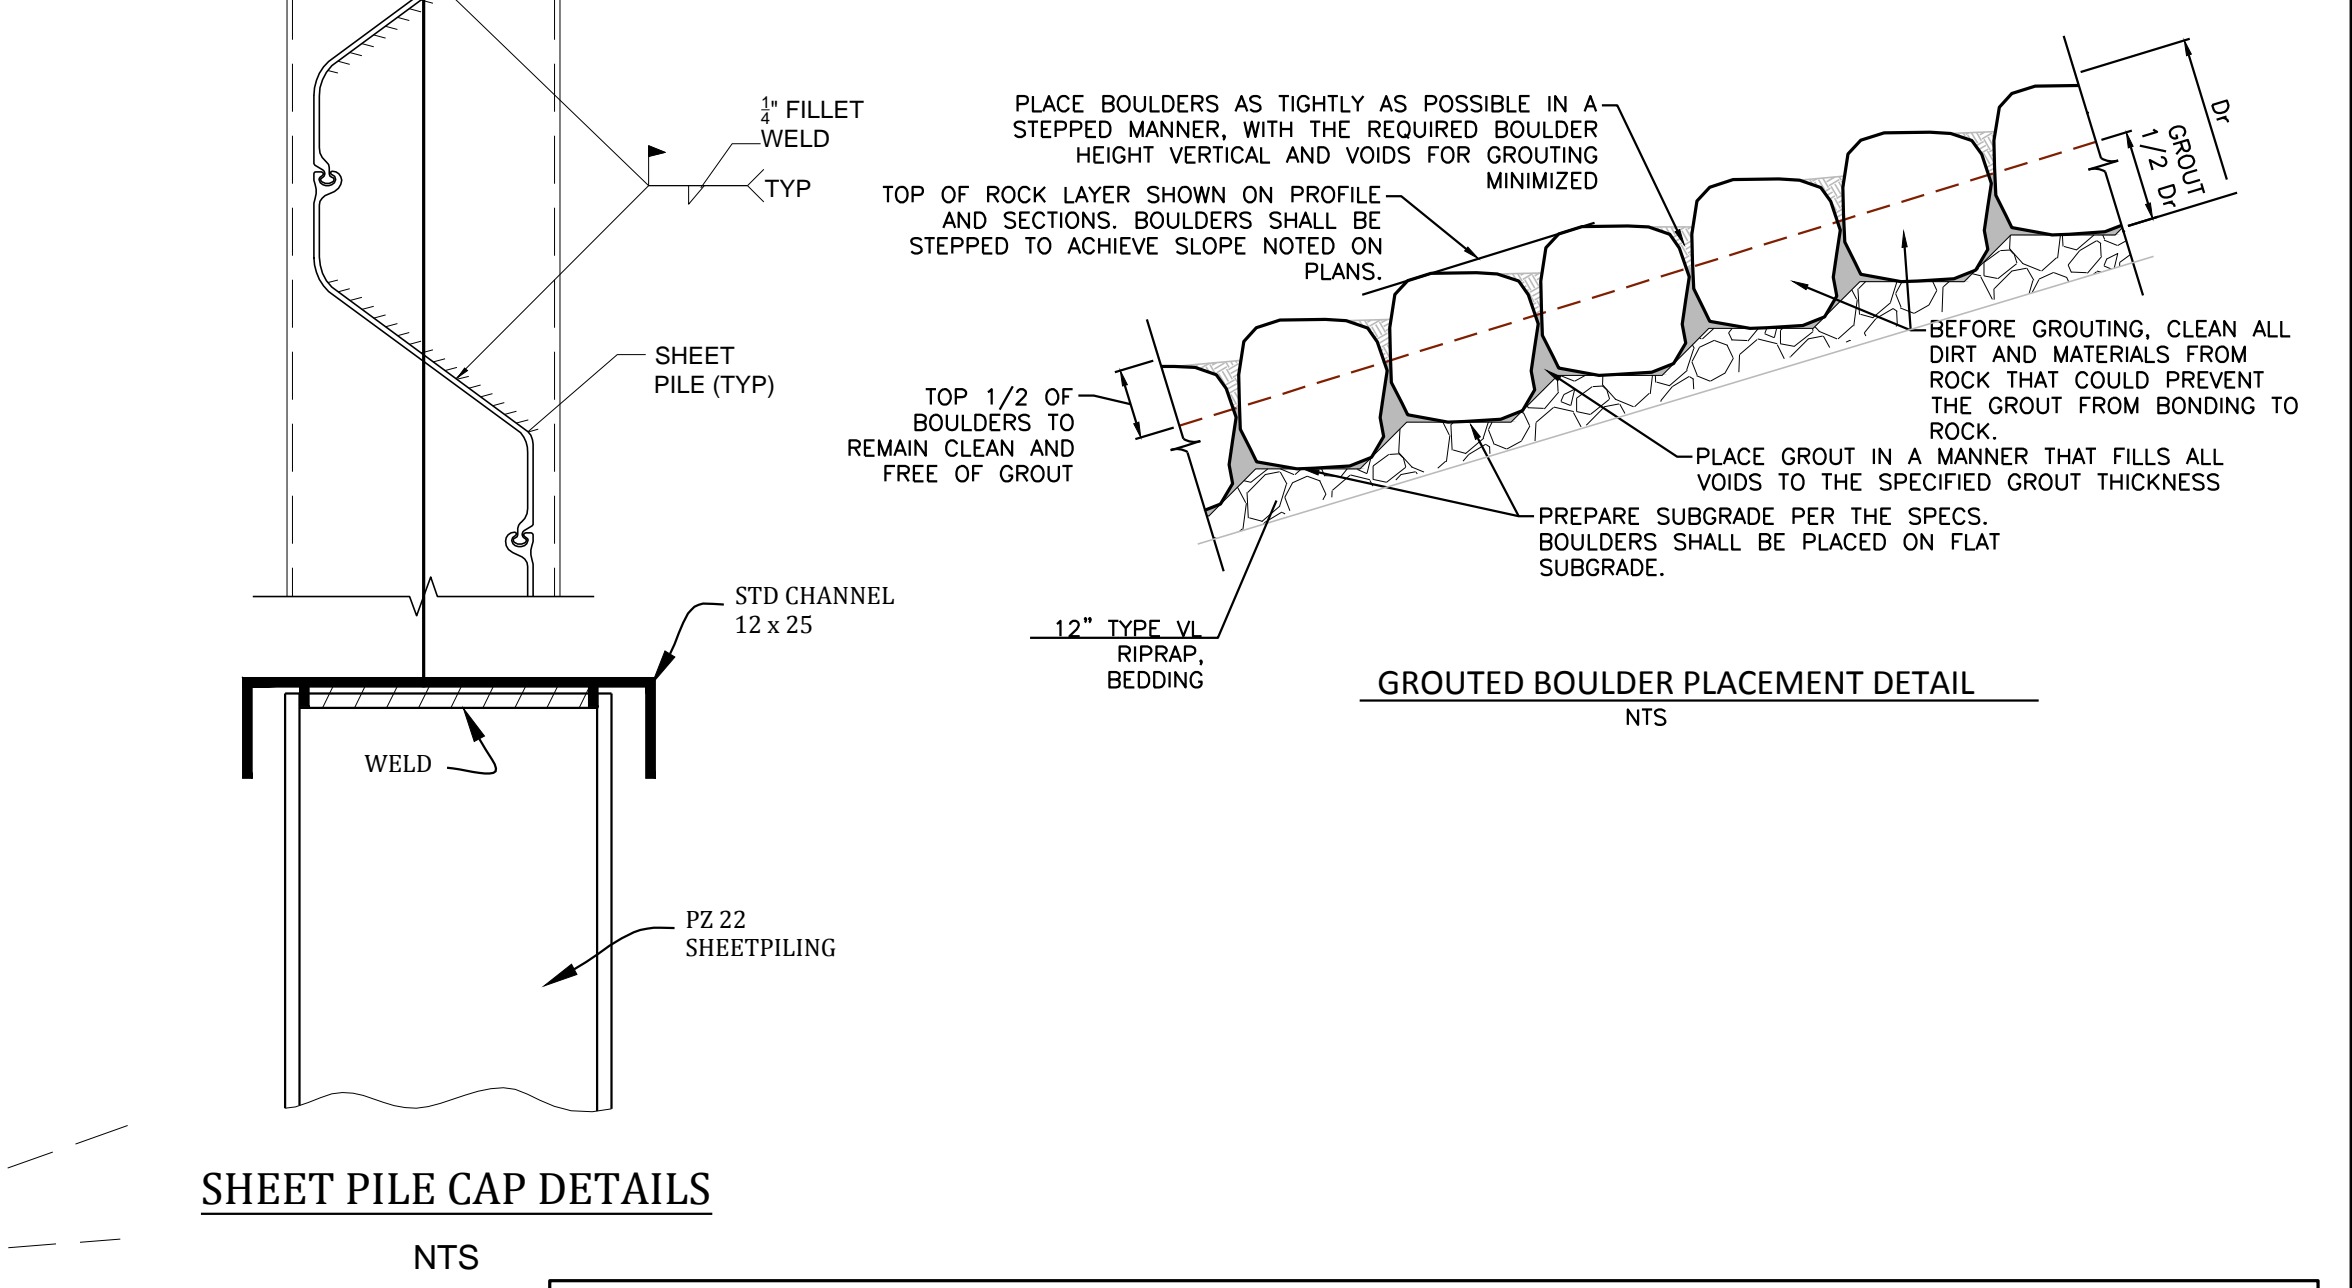 1/4" FILLET
WELD
TYP
SHEET
PILE (TYP)
STD CHANNEL
12 x 25
WELD
PZ 22
SHEETPILING
SHEET PILE CAP DETAILS
NTS
PLACE BOULDERS AS TIGHTLY AS POSSIBLE IN A
STEPPED MANNER, WITH THE REQUIRED BOULDER
HEIGHT VERTICAL AND VOIDS FOR GROUTING
MINIMIZED
TOP OF ROCK LAYER SHOWN ON PROFILE
AND SECTIONS. BOULDERS SHALL BE
STEPPED TO ACHIEVE SLOPE NOTED ON
PLANS.
Dr
GROUT
1/2 Dr
TOP 1/2 OF
BOULDERS TO
REMAIN CLEAN AND
FREE OF GROUT
BEFORE GROUTING, CLEAN ALL
DIRT AND MATERIALS FROM
ROCK THAT COULD PREVENT
THE GROUT FROM BONDING TO
ROCK.
PLACE GROUT IN A MANNER THAT FILLS ALL
VOIDS TO THE SPECIFIED GROUT THICKNESS
PREPARE SUBGRADE PER THE SPECS.
BOULDERS SHALL BE PLACED ON FLAT
SUBGRADE.
12" TYPE VL
RIPRAP,
BEDDING
GROUTED BOULDER PLACEMENT DETAIL
NTS